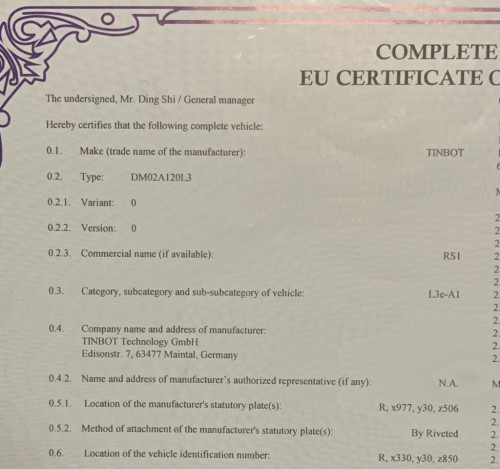 COMPLETE
EU CERTIFICATE
The undersigned, Mr. Ding Shi / General manager
Hereby certifies that the following complete vehicle:
0.1. Make (trade name of the manufacturer): TINBOT
0.2. Type: DM02A120L3
0.2.1. Variant: 0
0.2.2. Version: 0
0.2.3. Commercial name (if available): RS1
0.3. Category, subcategory and sub-subcategory of vehicle: L3e-A1
0.4. Company name and address of manufacturer:
TINBOT Technology GmbH
Edisonstr. 7, 63477 Maintal, Germany
0.4.2. Name and address of manufacturer's authorized representative (if any): N.A.
0.5.1. Location of the manufacturer's statutory plate(s): R, x977, y30, z506
0.5.2. Method of attachment of the manufacturer's statutory plate(s): By Riveted
0.6. Location of the vehicle identification number: R, x330, y30, z850